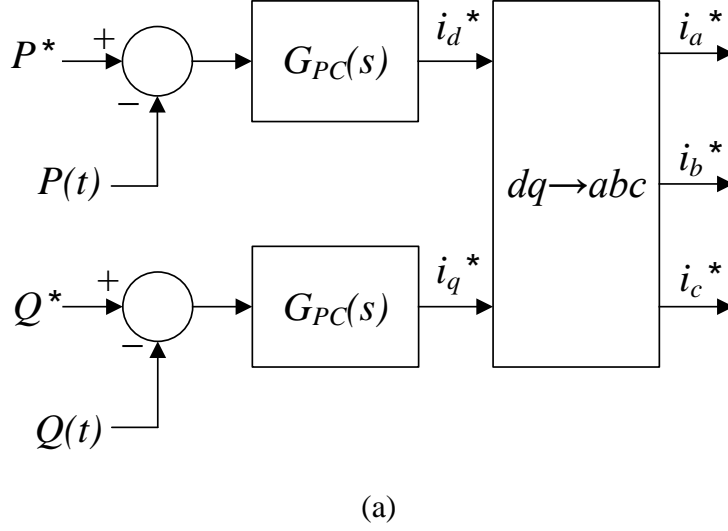 P* + G_PC(s) i_d* i_a*
−
P(t) dq→abc i_b*
Q* + G_PC(s) i_q* i_c*
−
Q(t)
(a)